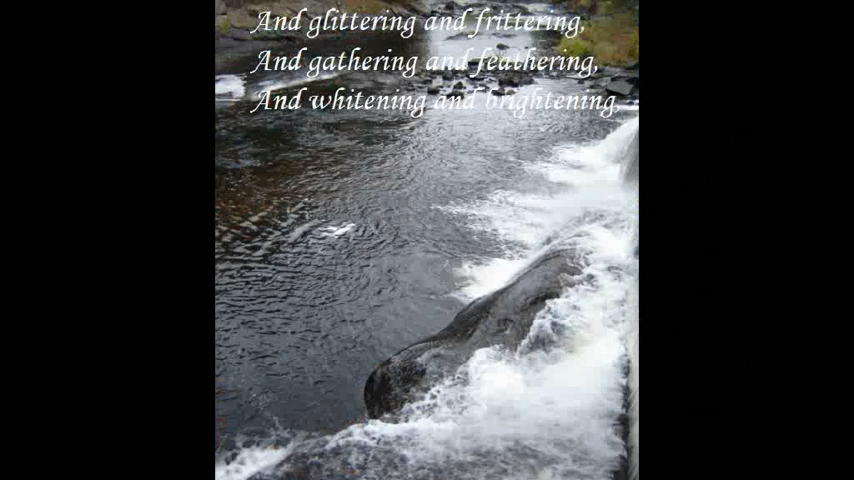 And glittering and frittering,
And gathering and feathering,
And whitening and brightening,